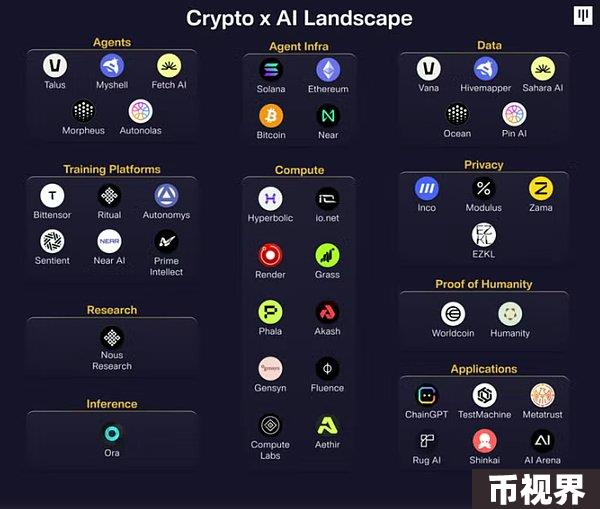 Crypto x AI Landscape
Agents
Talus
Myshell
Fetch AI
Morpheus
Autonolas
Agent Infra
Solana
Ethereum
Bitcoin
Near
Data
Vana
Hivemapper
Sahara AI
Ocean
Pin AI
Training Platforms
Bittensor
Ritual
Autonomys
NEAR
Sentient
Near AI
Prime
Intellect
Compute
Hyperbolic
io.net
Render
Grass
Phala
Akash
gensyn
Gensyn
Fluence
Compute
Labs
Aethir
Privacy
Inco
Modulus
Zama
EZKL
EZKL
Proof of Humanity
Worldcoin
Humanity
Research
Nous
Research
Inference
Ora
Applications
ChainGPT
TestMachine
Metatrust
Rug AI
Shinkai
AI Arena
币视界